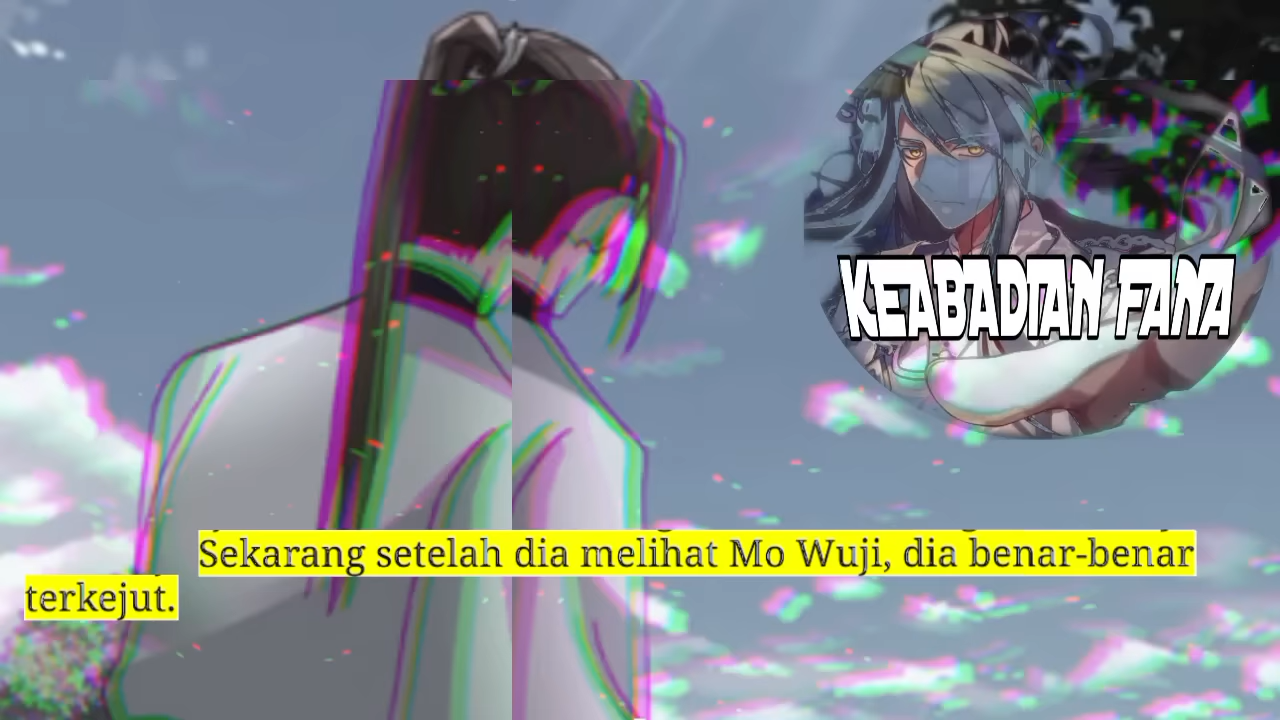 KEABADIAN FANA
Sekarang setelah dia melihat Mo Wuji, dia benar-benar
terkejut.